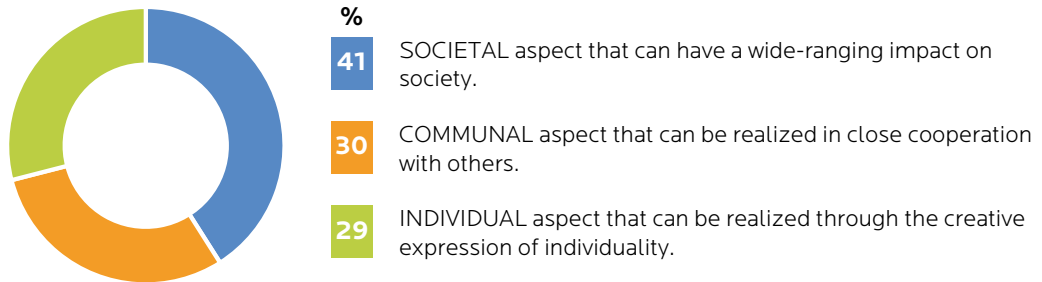 %
41
SOCIETAL aspect that can have a wide-ranging impact on
society.
30
COMMUNAL aspect that can be realized in close cooperation
with others.
29
INDIVIDUAL aspect that can be realized through the creative
expression of individuality.